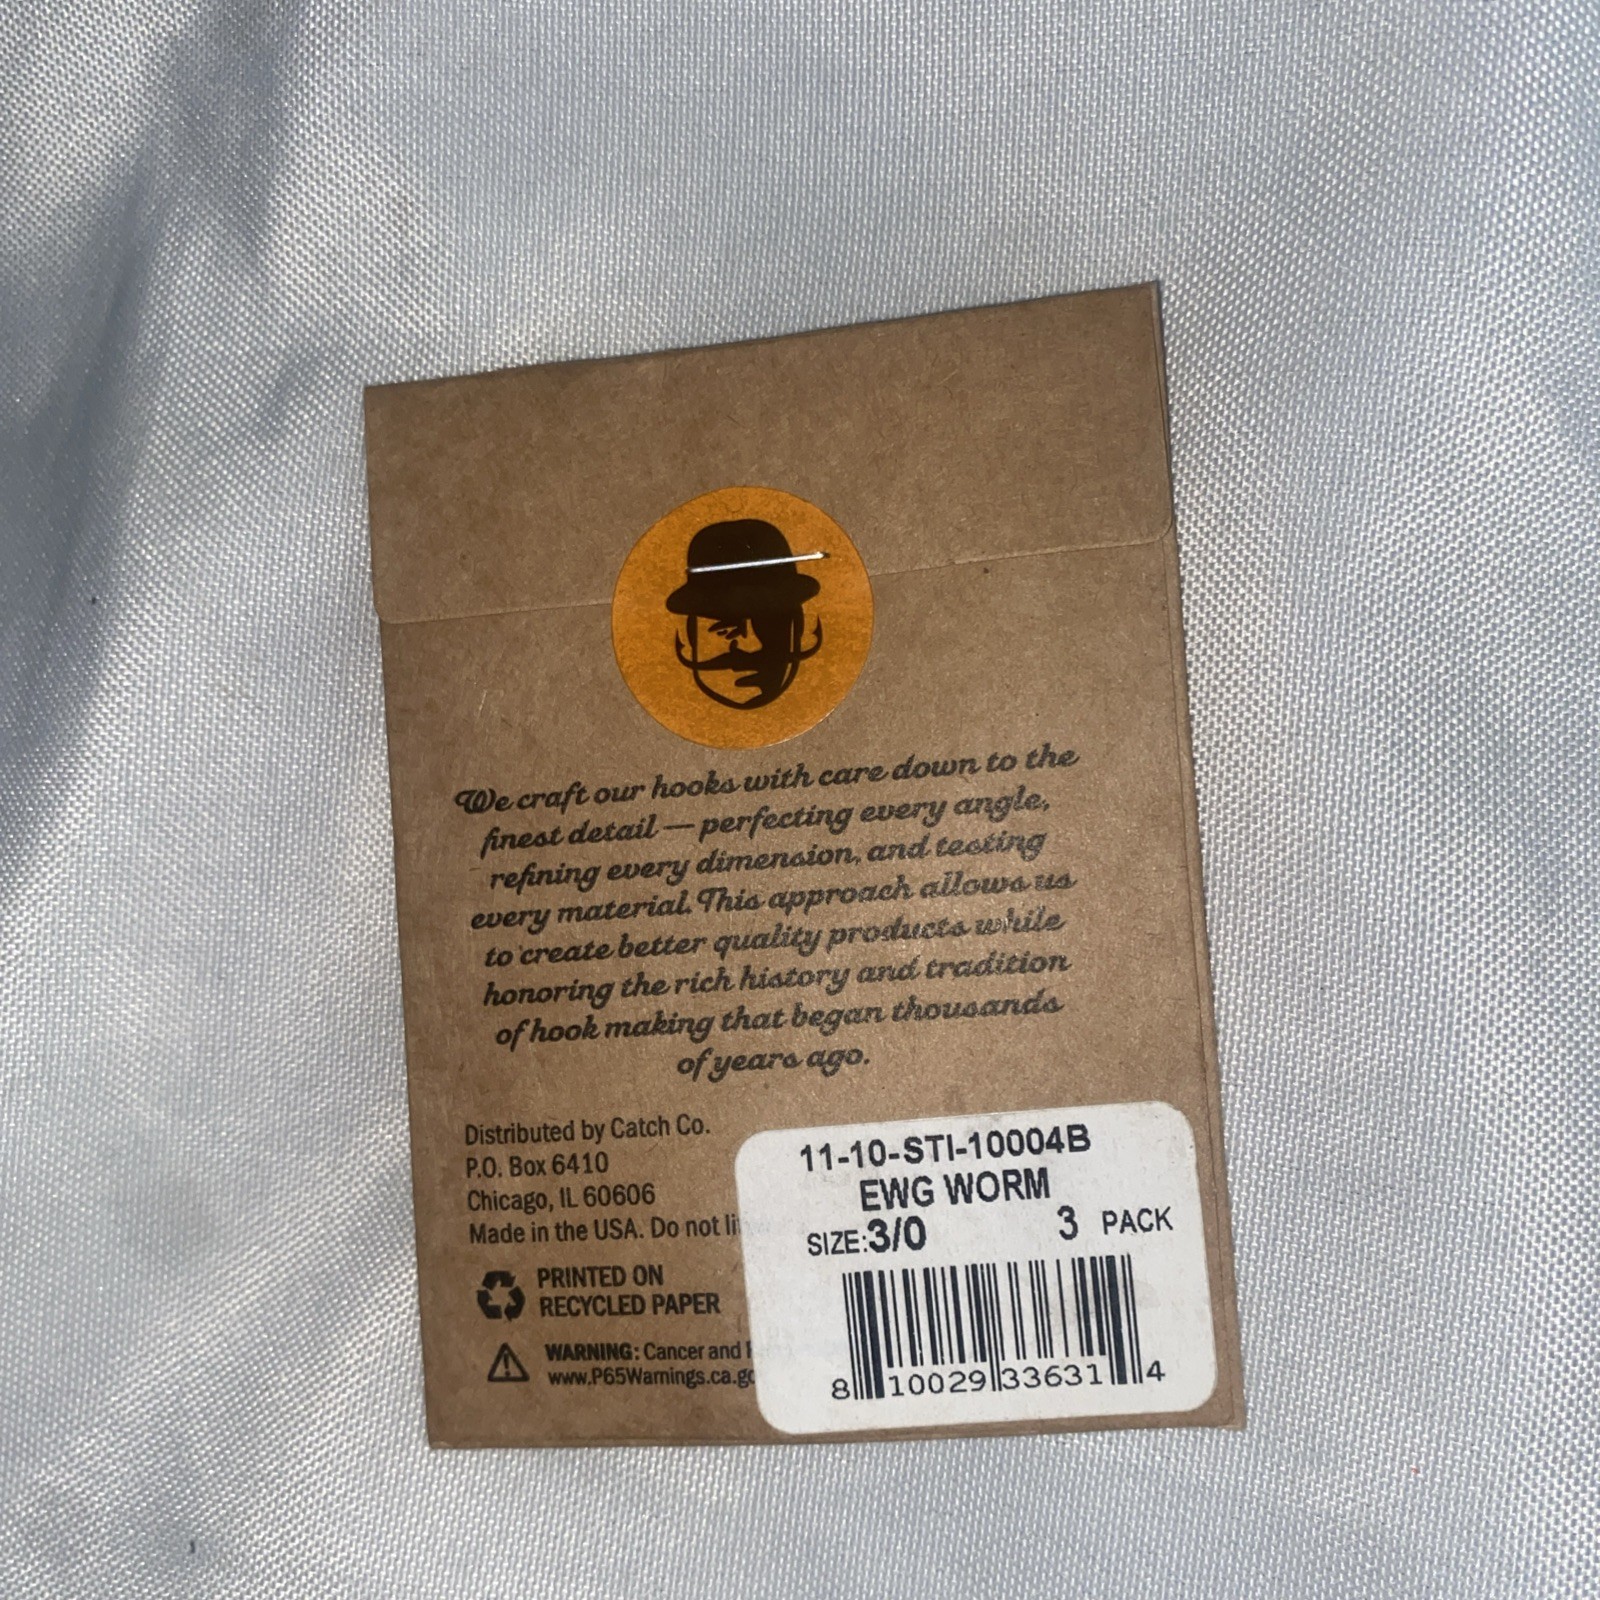 We craft our hooks with care down to the
finest detail — perfecting every angle,
refining every dimension, and testing
every material. This approach allows us
to create better quality products while
honoring the rich history and tradition
of hook making that began thousands
of years ago.
Distributed by Catch Co.
P.O. Box 6410
Chicago, IL 60606
Made in the USA. Do not
PRINTED ON
RECYCLED PAPER
WARNING: Cancer and
www.P65Warnings.ca.go
11-10-STI-10004B
EWG WORM
SIZE:3/0 3 PACK
8 10029 33631 4